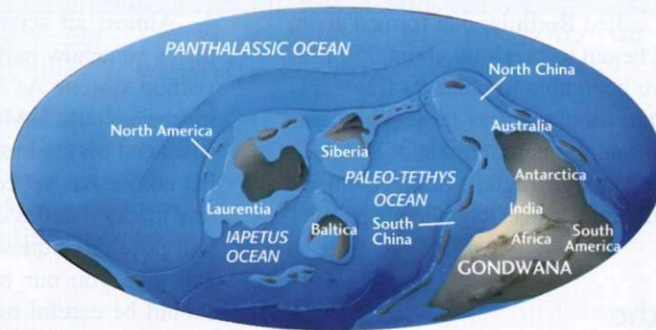 PANTHALASSIC OCEAN
North China
North America
Australia
Siberia
Antarctica
PALEO-TETHYS
OCEAN
Laurentia
India
Baltica
South
China
IAPETUS
OCEAN
Africa
South
America
GONDWANA